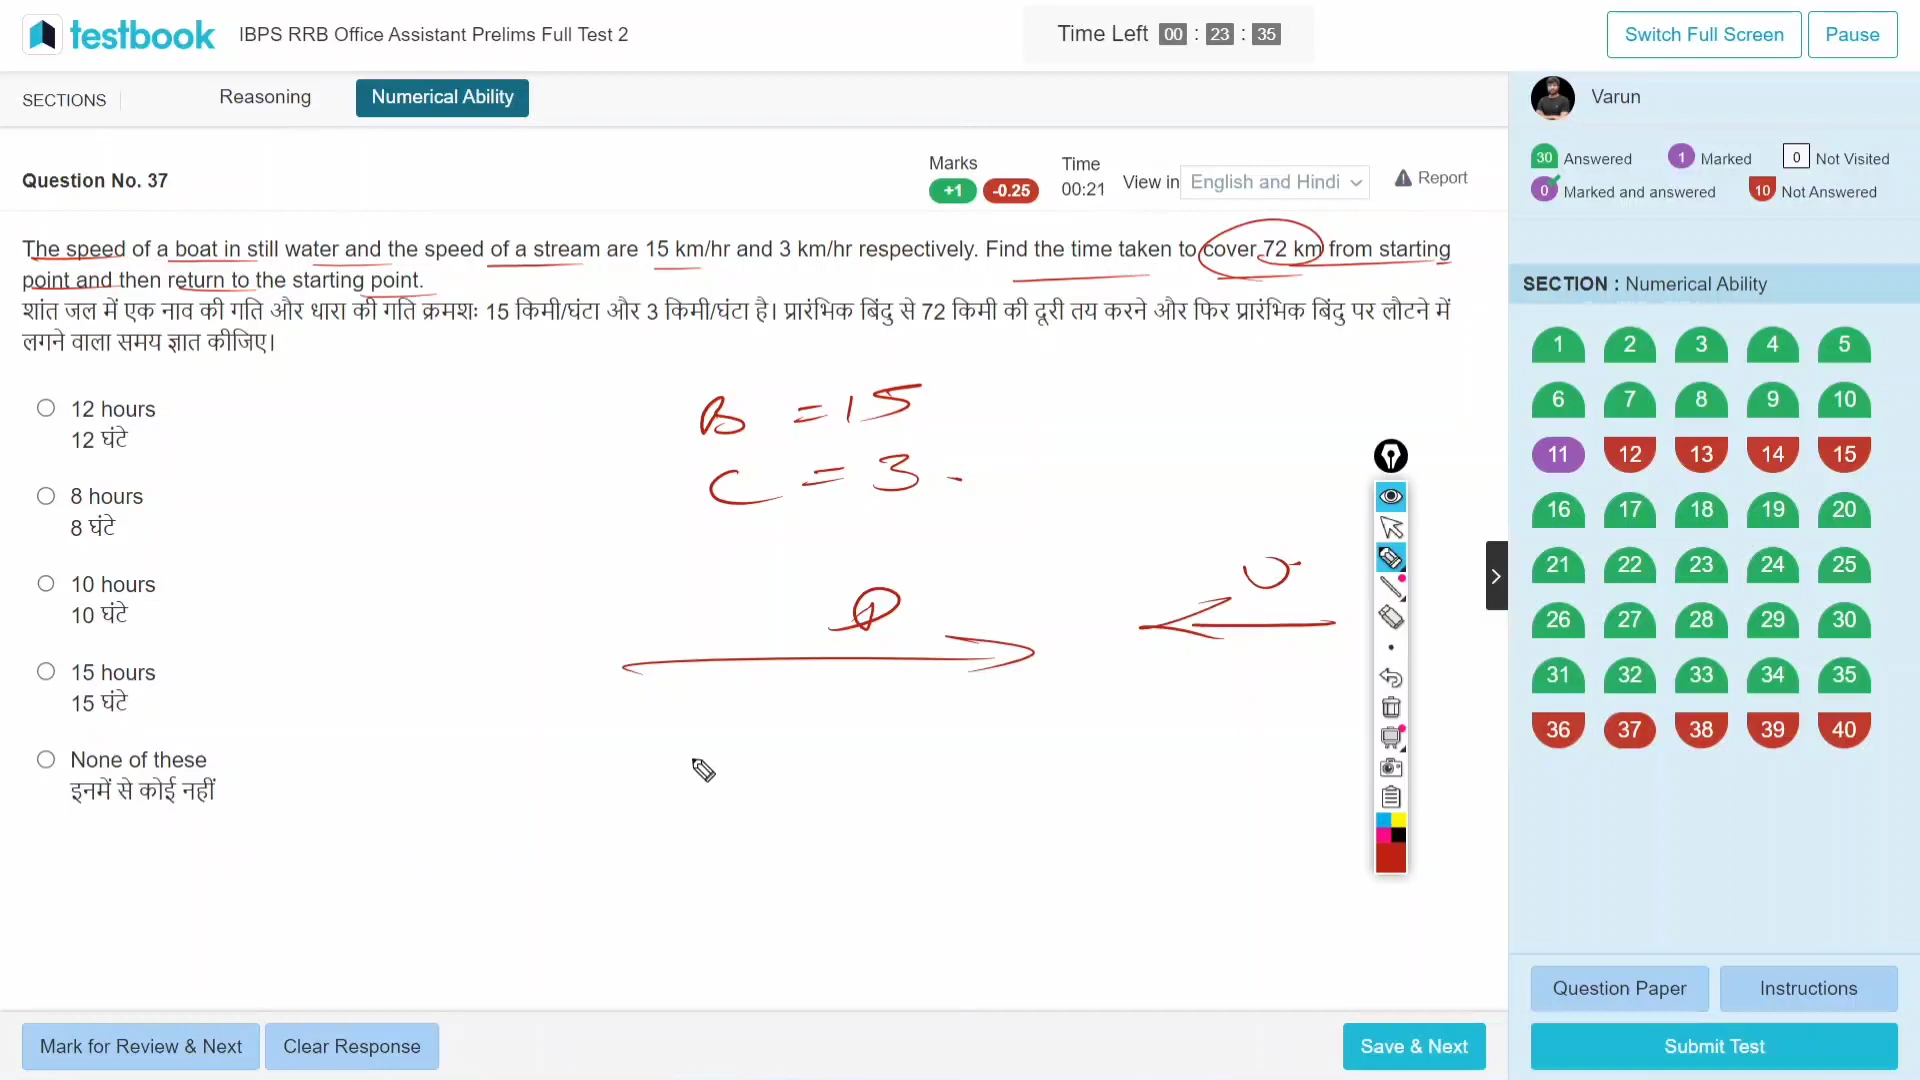 testbook
IBPS RRB Office Assistant Prelims Full Test 2
Time Left 00 : 23 : 35
Switch Full Screen
Pause
SECTIONS
Reasoning
Numerical Ability
Varun
30 Answered
1 Marked
0 Not Visited
0 Marked and answered
10 Not Answered
Question No. 37
Marks
+1 -0.25
Time
00:21
View in English and Hindi
Report
The speed of a boat in still water and the speed of a stream are 15 km/hr and 3 km/hr respectively. Find the time taken to cover 72 km from starting
point and then return to the starting point.
शांत जल में एक नाव की गति और धारा की गति क्रमशः 15 किमी/घंटा और 3 किमी/घंटा है। प्रारंभिक बिंदु से 72 किमी की दूरी तय करने और फिर प्रारंभिक बिंदु पर लौटने में
लगने वाला समय ज्ञात कीजिए।
12 hours
12 घंटे
8 hours
8 घंटे
10 hours
10 घंटे
15 hours
15 घंटे
None of these
इनमें से कोई नहीं
B = 15
C = 3
D
U
SECTION : Numerical Ability
1 2 3 4 5
6 7 8 9 10
11 12 13 14 15
16 17 18 19 20
21 22 23 24 25
26 27 28 29 30
31 32 33 34 35
36 37 38 39 40
Question Paper
Instructions
Mark for Review & Next
Clear Response
Save & Next
Submit Test